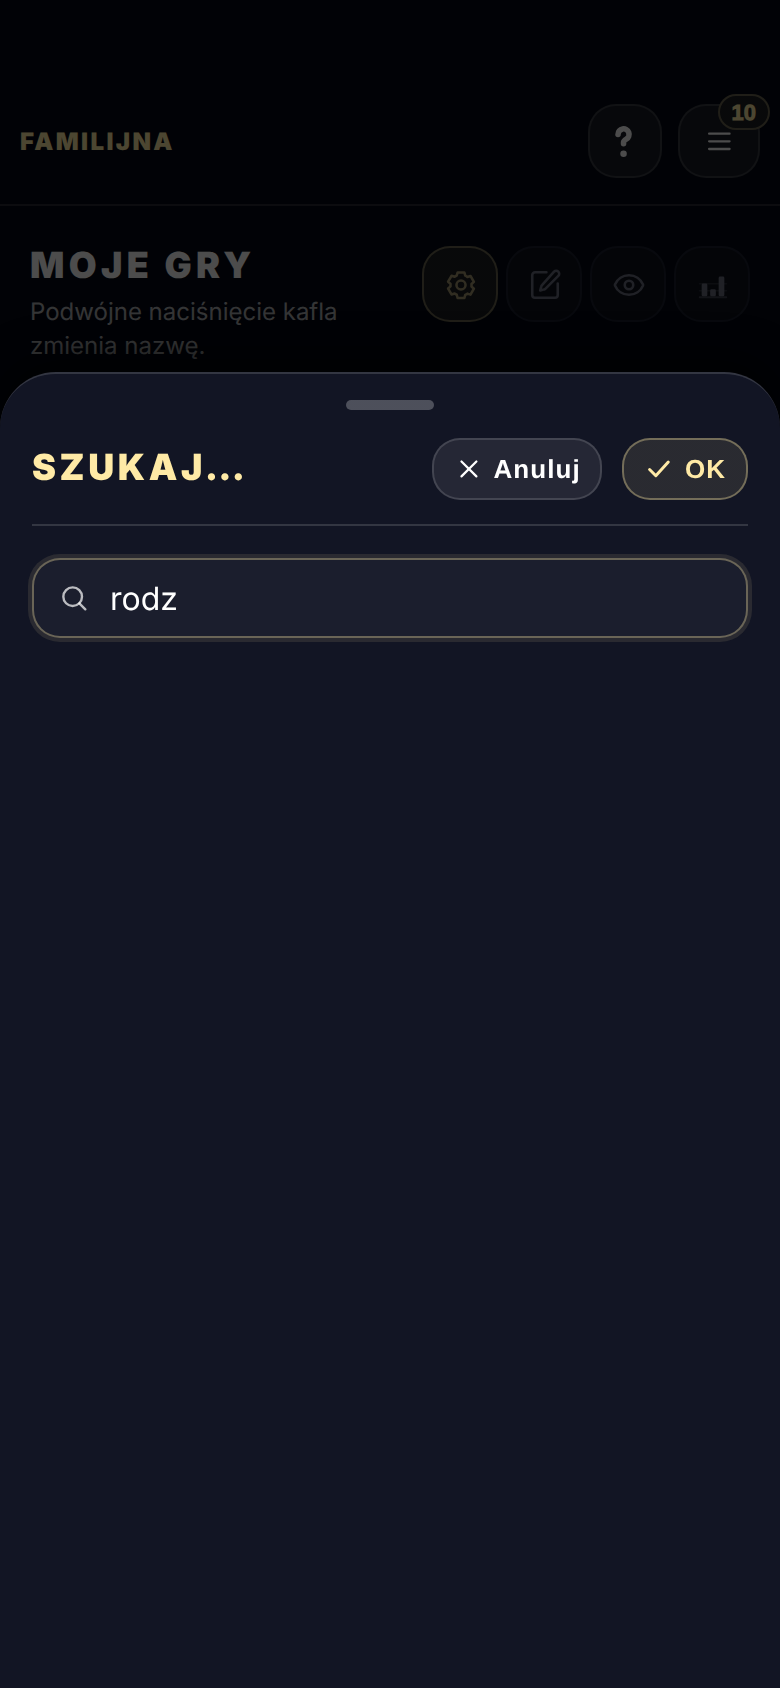 FAMILIJNA
?
10
MOJE GRY
Podwójne naciśnięcie kafla
zmienia nazwę.
SZUKAJ...
Anuluj
OK
rodz